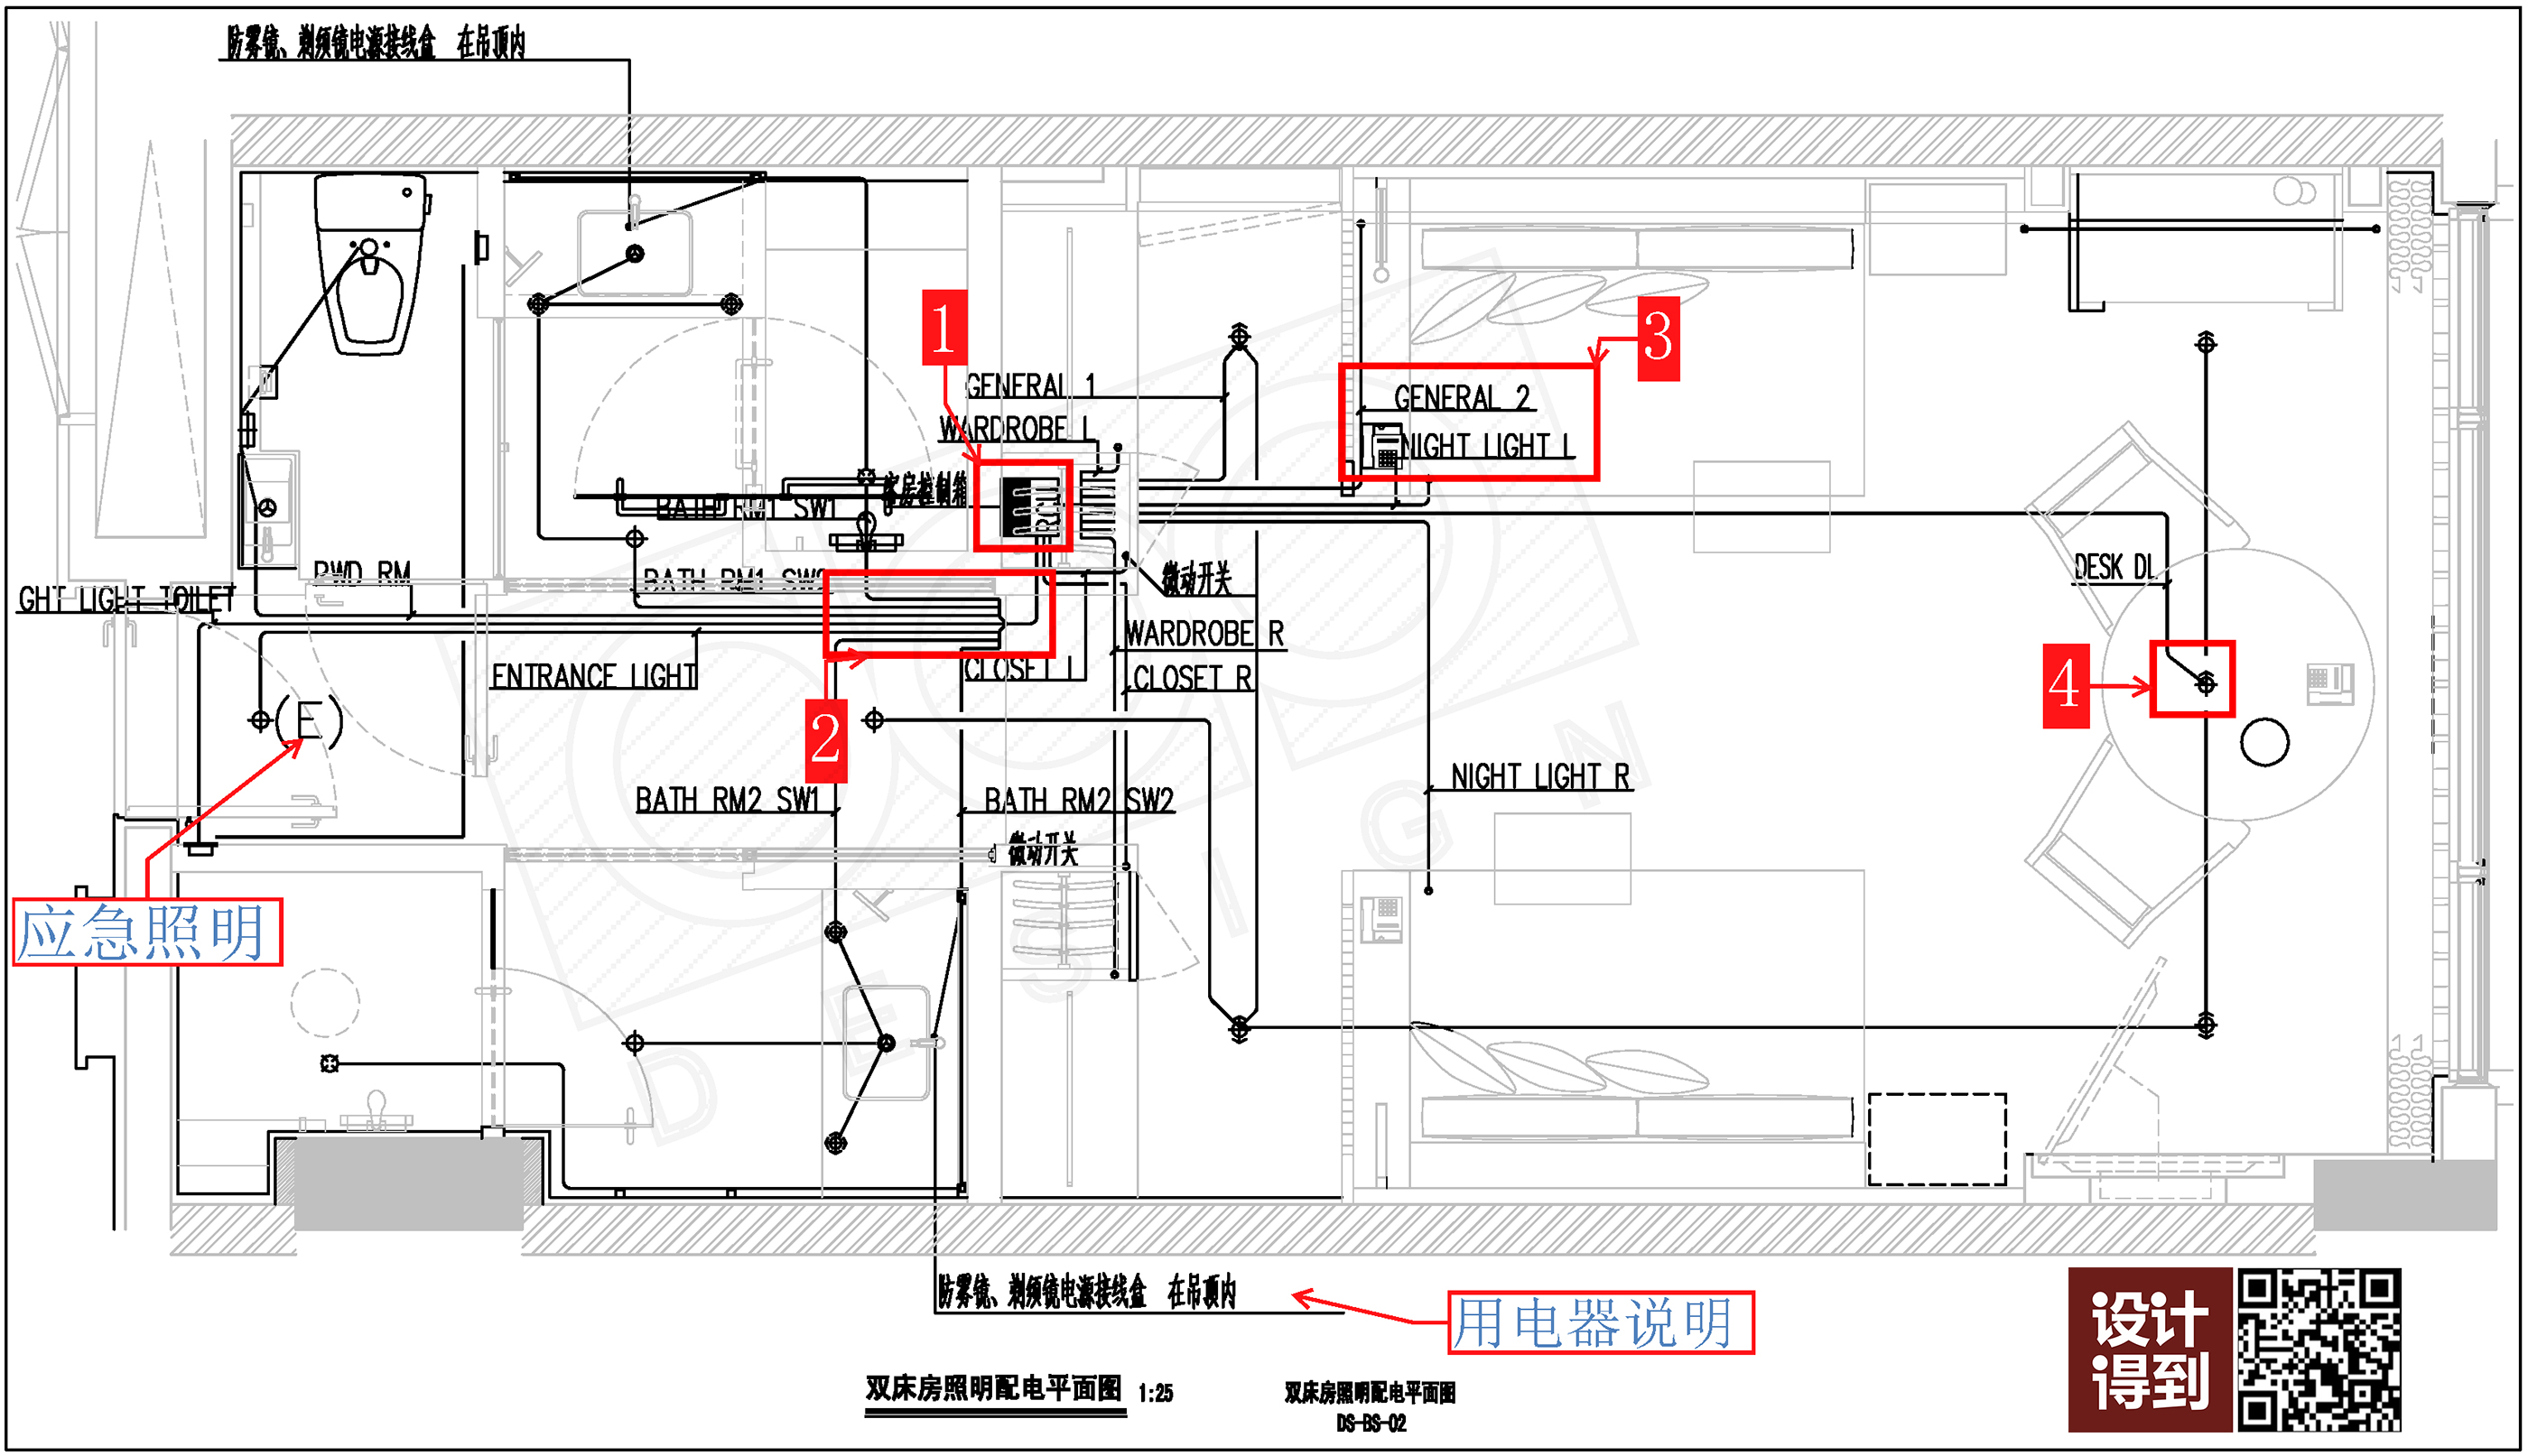 防雾镜、剃须镜电源接线盒 在吊顶内
1
3
GENERAL 1
GENERAL 2
WARDROBE L
NIGHT LIGHT L
客房控制箱
RCU
BATH RM1 SW1
微动开关
DESK DL
PWD RM
BATH RM1 SW2
GHT LIGHT TOILET
WARDROBE R
ENTRANCE LIGHT
CLOSET L
CLOSET R
4
E
2
NIGHT LIGHT R
BATH RM2 SW1
BATH RM2 SW2
微动开关
应急照明
DESIGN
防雾镜、剃须镜电源接线盒 在吊顶内
用电器说明
设计
得到
双床房照明配电平面图 1:25
双床房照明配电平面图
DS-BS-02